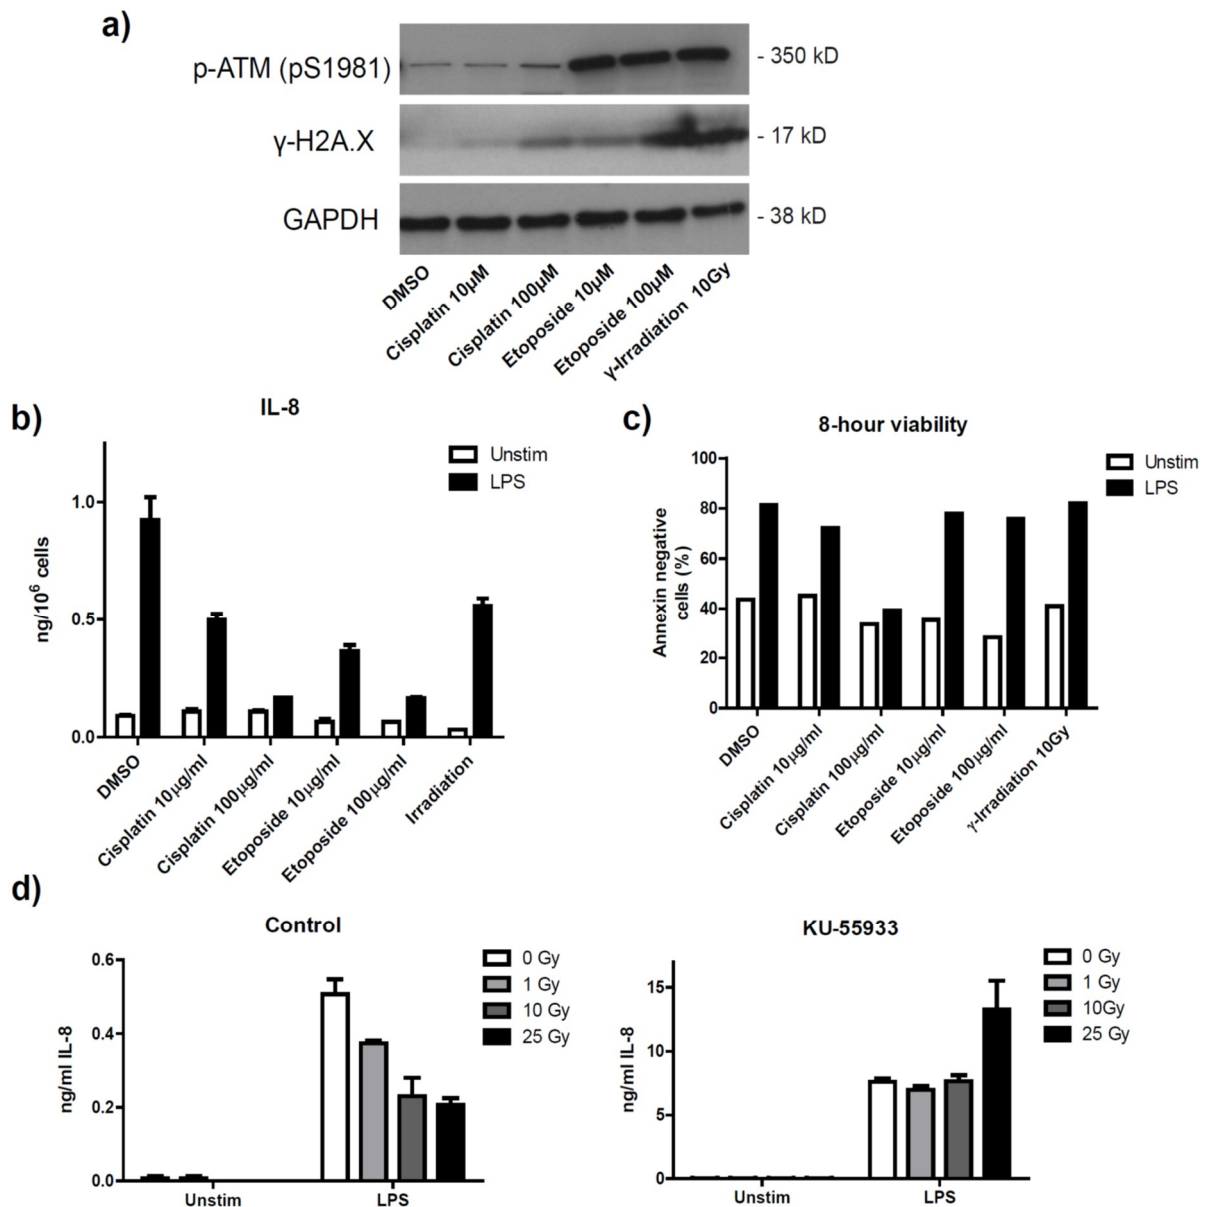 a)
p-ATM (pS1981)
- 350 kD
γ-H2A.X
- 17 kD
GAPDH
- 38 kD
DMSO
Cisplatin 10μM
Cisplatin 100μM
Etoposide 10μM
Etoposide 100μM
γ-Irradiation 10Gy
b)
IL-8
Unstim
LPS
ng/10⁶ cells
1.0
0.5
0.0
DMSO
Cisplatin 10μg/ml
Cisplatin 100μg/ml
Etoposide 10μg/ml
Etoposide 100μg/ml
Irradiation
c)
8-hour viability
Unstim
LPS
Annexin negative
cells (%)
100
80
60
40
20
0
DMSO
Cisplatin 10μg/ml
Cisplatin 100μg/ml
Etoposide 10μg/ml
Etoposide 100μg/ml
γ-Irradiation 10Gy
d)
Control
0 Gy
1 Gy
10 Gy
25 Gy
ng/ml IL-8
0.6
0.4
0.2
0.0
Unstim
LPS
KU-55933
0 Gy
1 Gy
10Gy
25 Gy
ng/ml IL-8
15
10
5
0
Unstim
LPS